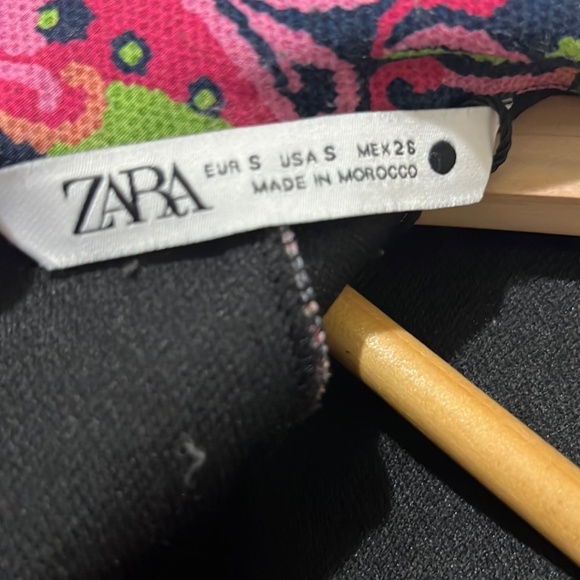 ZARA
EUR S USA S MEX 26
MADE IN MOROCCO